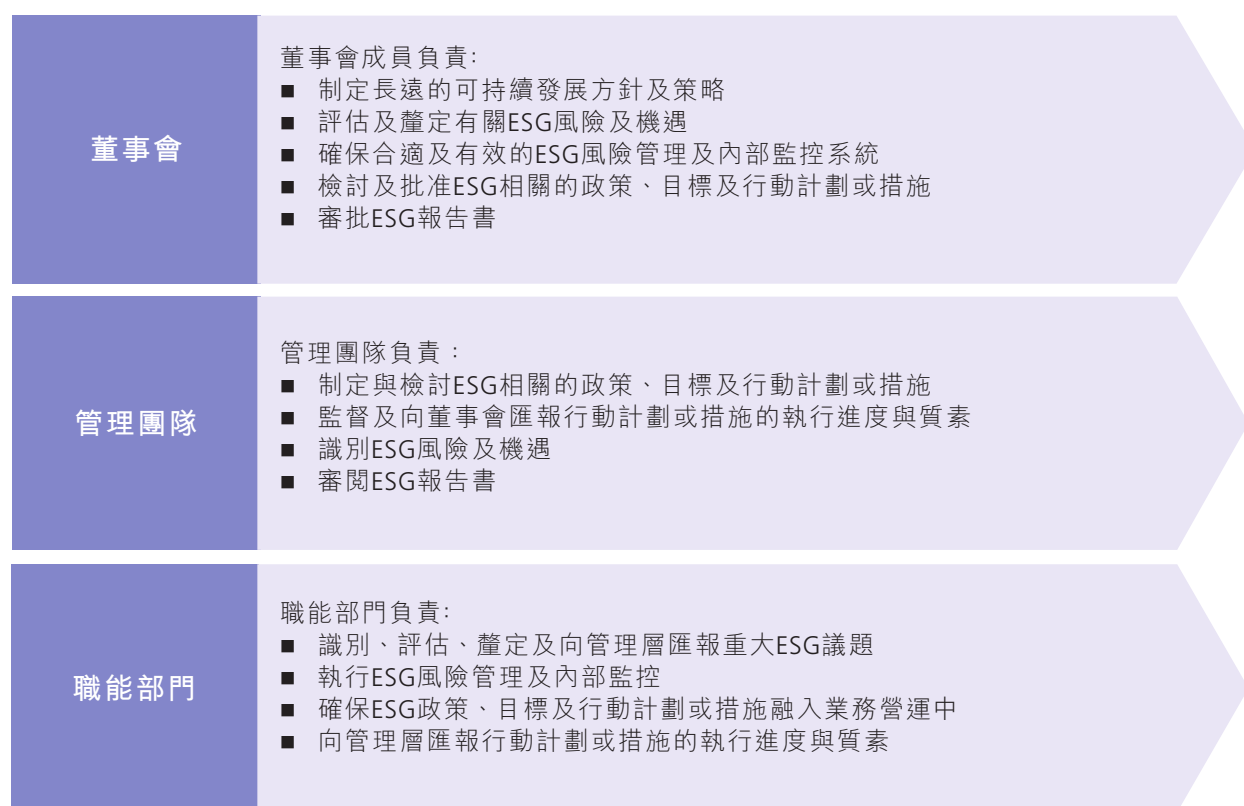 董事會
董事會成員負責:
■ 制定長遠的可持續發展方針及策略
■ 評估及釐定有關ESG風險及機遇
■ 確保合適及有效的ESG風險管理及內部監控系統
■ 檢討及批准ESG相關的政策、目標及行動計劃或措施
■ 審批ESG報告書
管理團隊
管理團隊負責：
■ 制定與檢討ESG相關的政策、目標及行動計劃或措施
■ 監督及向董事會匯報行動計劃或措施的執行進度與質素
■ 識別ESG風險及機遇
■ 審閱ESG報告書
職能部門
職能部門負責:
■ 識別、評估、釐定及向管理層匯報重大ESG議題
■ 執行ESG風險管理及內部監控
■ 確保ESG政策、目標及行動計劃或措施融入業務營運中
■ 向管理層匯報行動計劃或措施的執行進度與質素